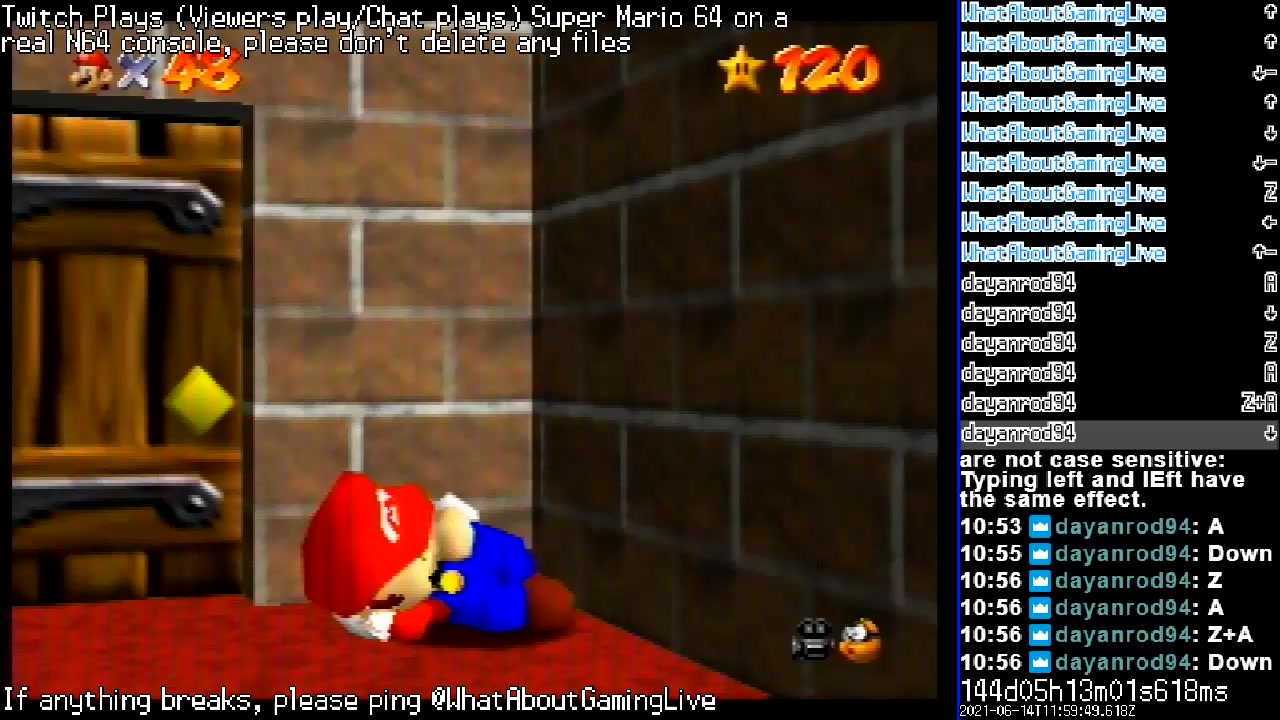 Twitch Plays (Viewers play/Chat plays) Super Mario 64 on a
real N64 console, please don't delete any files
x 48
120
If anything breaks, please ping @WhatAboutGamingLive
WhatAboutGamingLive ↑
WhatAboutGamingLive ↑
WhatAboutGamingLive ↓-
WhatAboutGamingLive ↑
WhatAboutGamingLive ↓
WhatAboutGamingLive ↓-
WhatAboutGamingLive Z
WhatAboutGamingLive ←
WhatAboutGamingLive ↑-
dayanrod94 A
dayanrod94 ↓
dayanrod94 Z
dayanrod94 A
dayanrod94 Z+A
dayanrod94 ↓
are not case sensitive:
Typing left and lEft have
the same effect.
10:53 dayanrod94: A
10:55 dayanrod94: Down
10:56 dayanrod94: Z
10:56 dayanrod94: A
10:56 dayanrod94: Z+A
10:56 dayanrod94: Down
144d05h13m01s618ms
2021-06-14T11:59:49.618Z